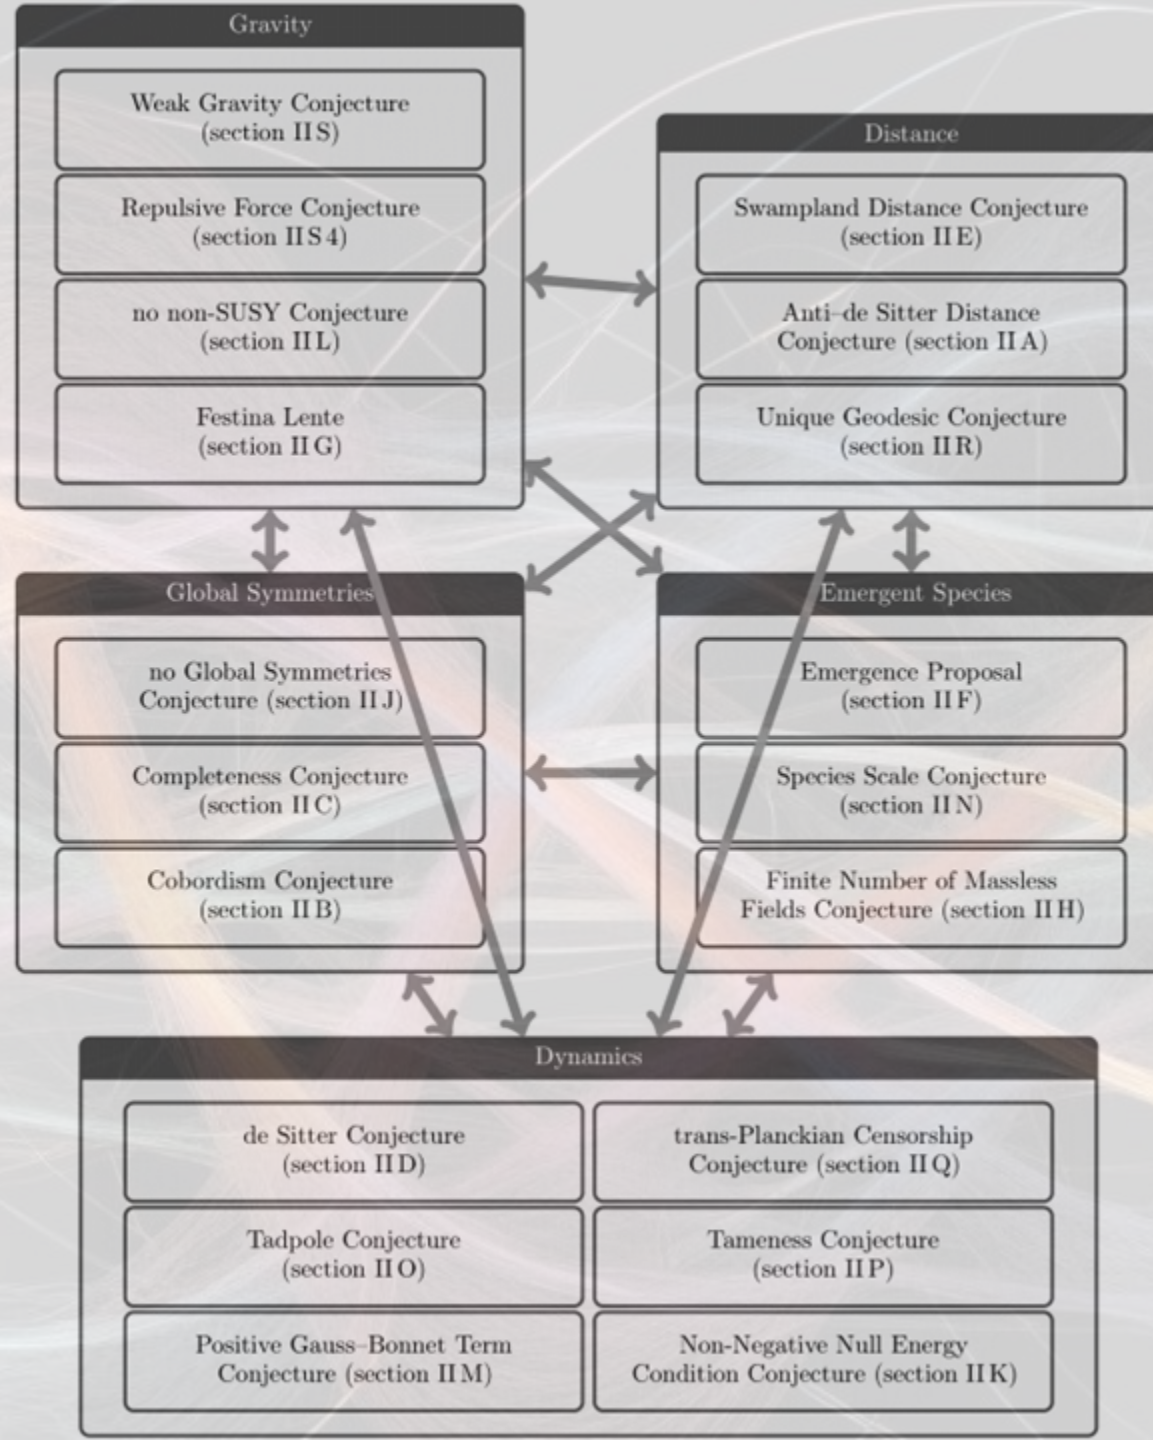 Gravity
Weak Gravity Conjecture
(section II S)
Repulsive Force Conjecture
(section II S 4)
no non-SUSY Conjecture
(section II L)
Festina Lente
(section II G)
Distance
Swampland Distance Conjecture
(section II E)
Anti–de Sitter Distance
Conjecture (section II A)
Unique Geodesic Conjecture
(section II R)
Global Symmetries
no Global Symmetries
Conjecture (section II J)
Completeness Conjecture
(section II C)
Cobordism Conjecture
(section II B)
Emergent Species
Emergence Proposal
(section II F)
Species Scale Conjecture
(section II N)
Finite Number of Massless
Fields Conjecture (section II H)
Dynamics
de Sitter Conjecture
(section II D)
trans-Planckian Censorship
Conjecture (section II Q)
Tadpole Conjecture
(section II O)
Tameness Conjecture
(section II P)
Positive Gauss–Bonnet Term
Conjecture (section II M)
Non-Negative Null Energy
Condition Conjecture (section II K)